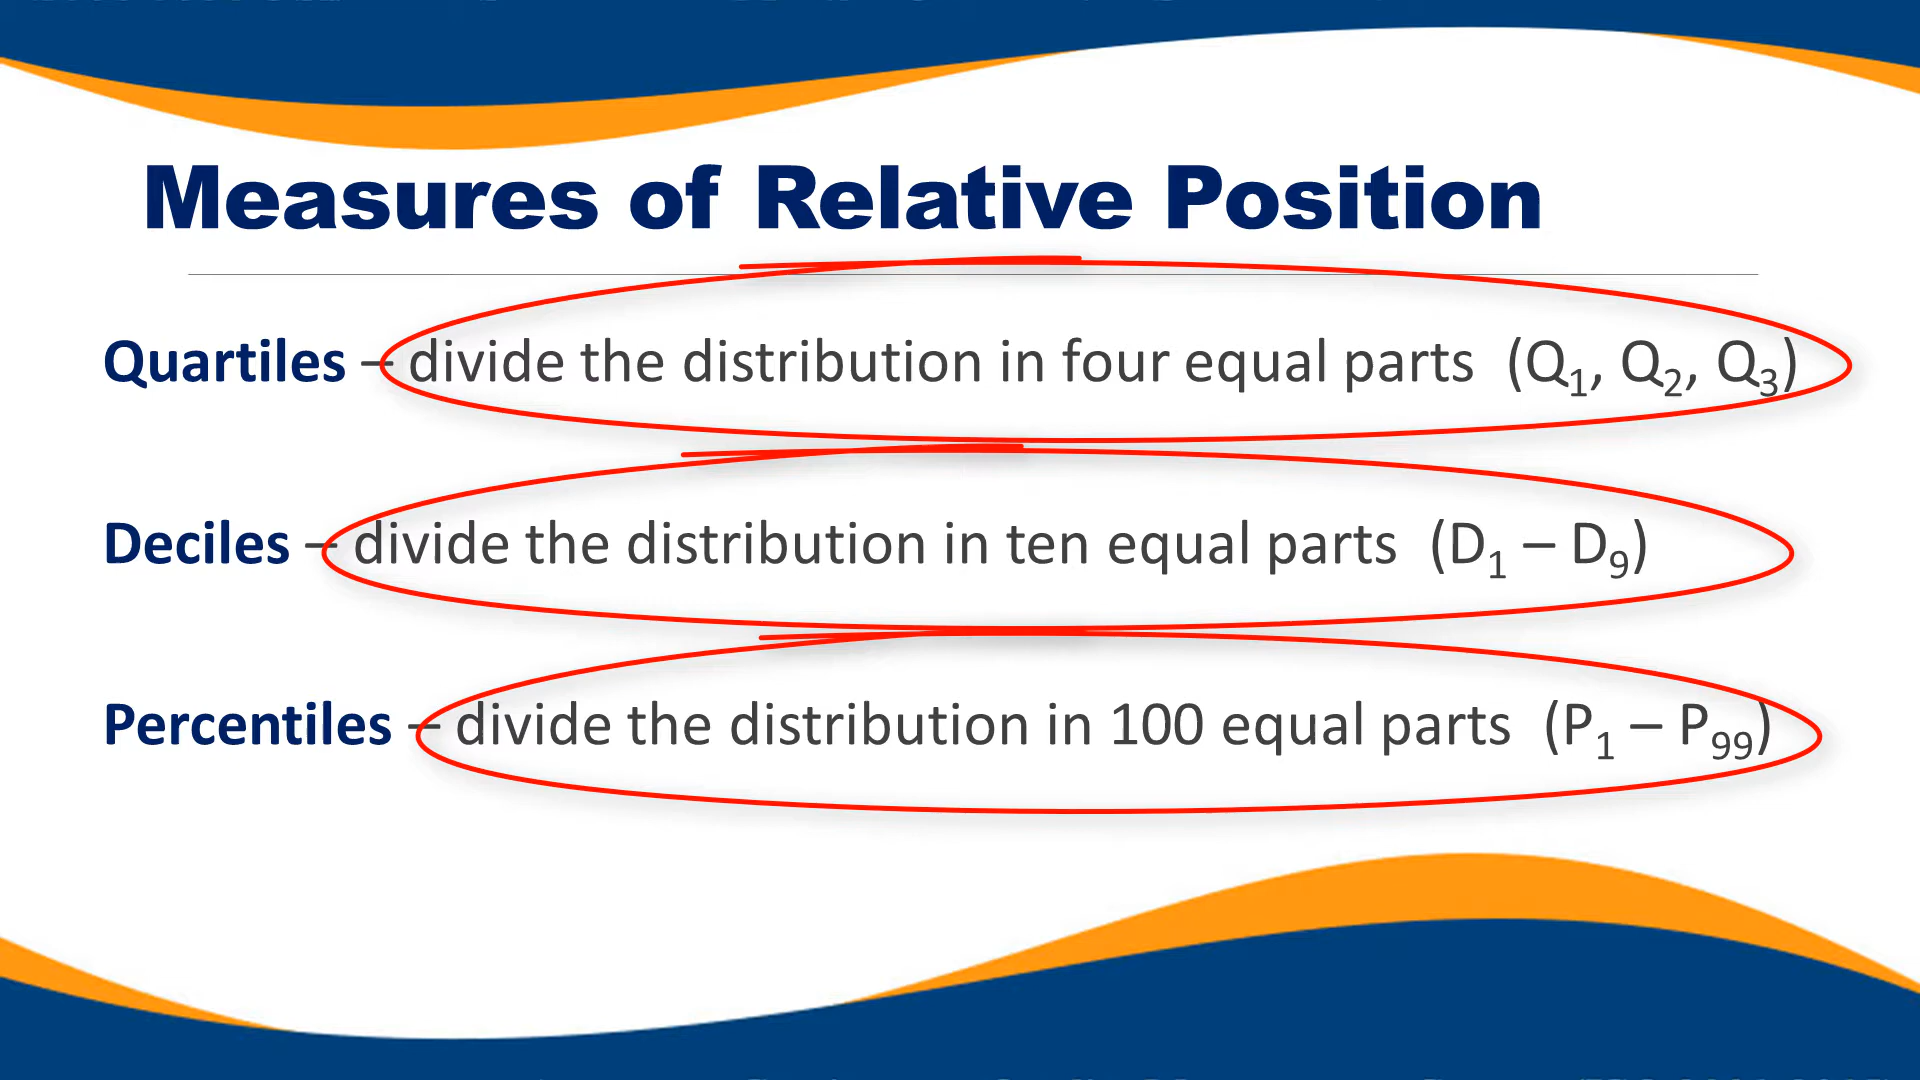 Measures of Relative Position
Quartiles – divide the distribution in four equal parts (Q₁, Q₂, Q₃)
Deciles – divide the distribution in ten equal parts (D₁ – D₉)
Percentiles – divide the distribution in 100 equal parts (P₁ – P₉₉)